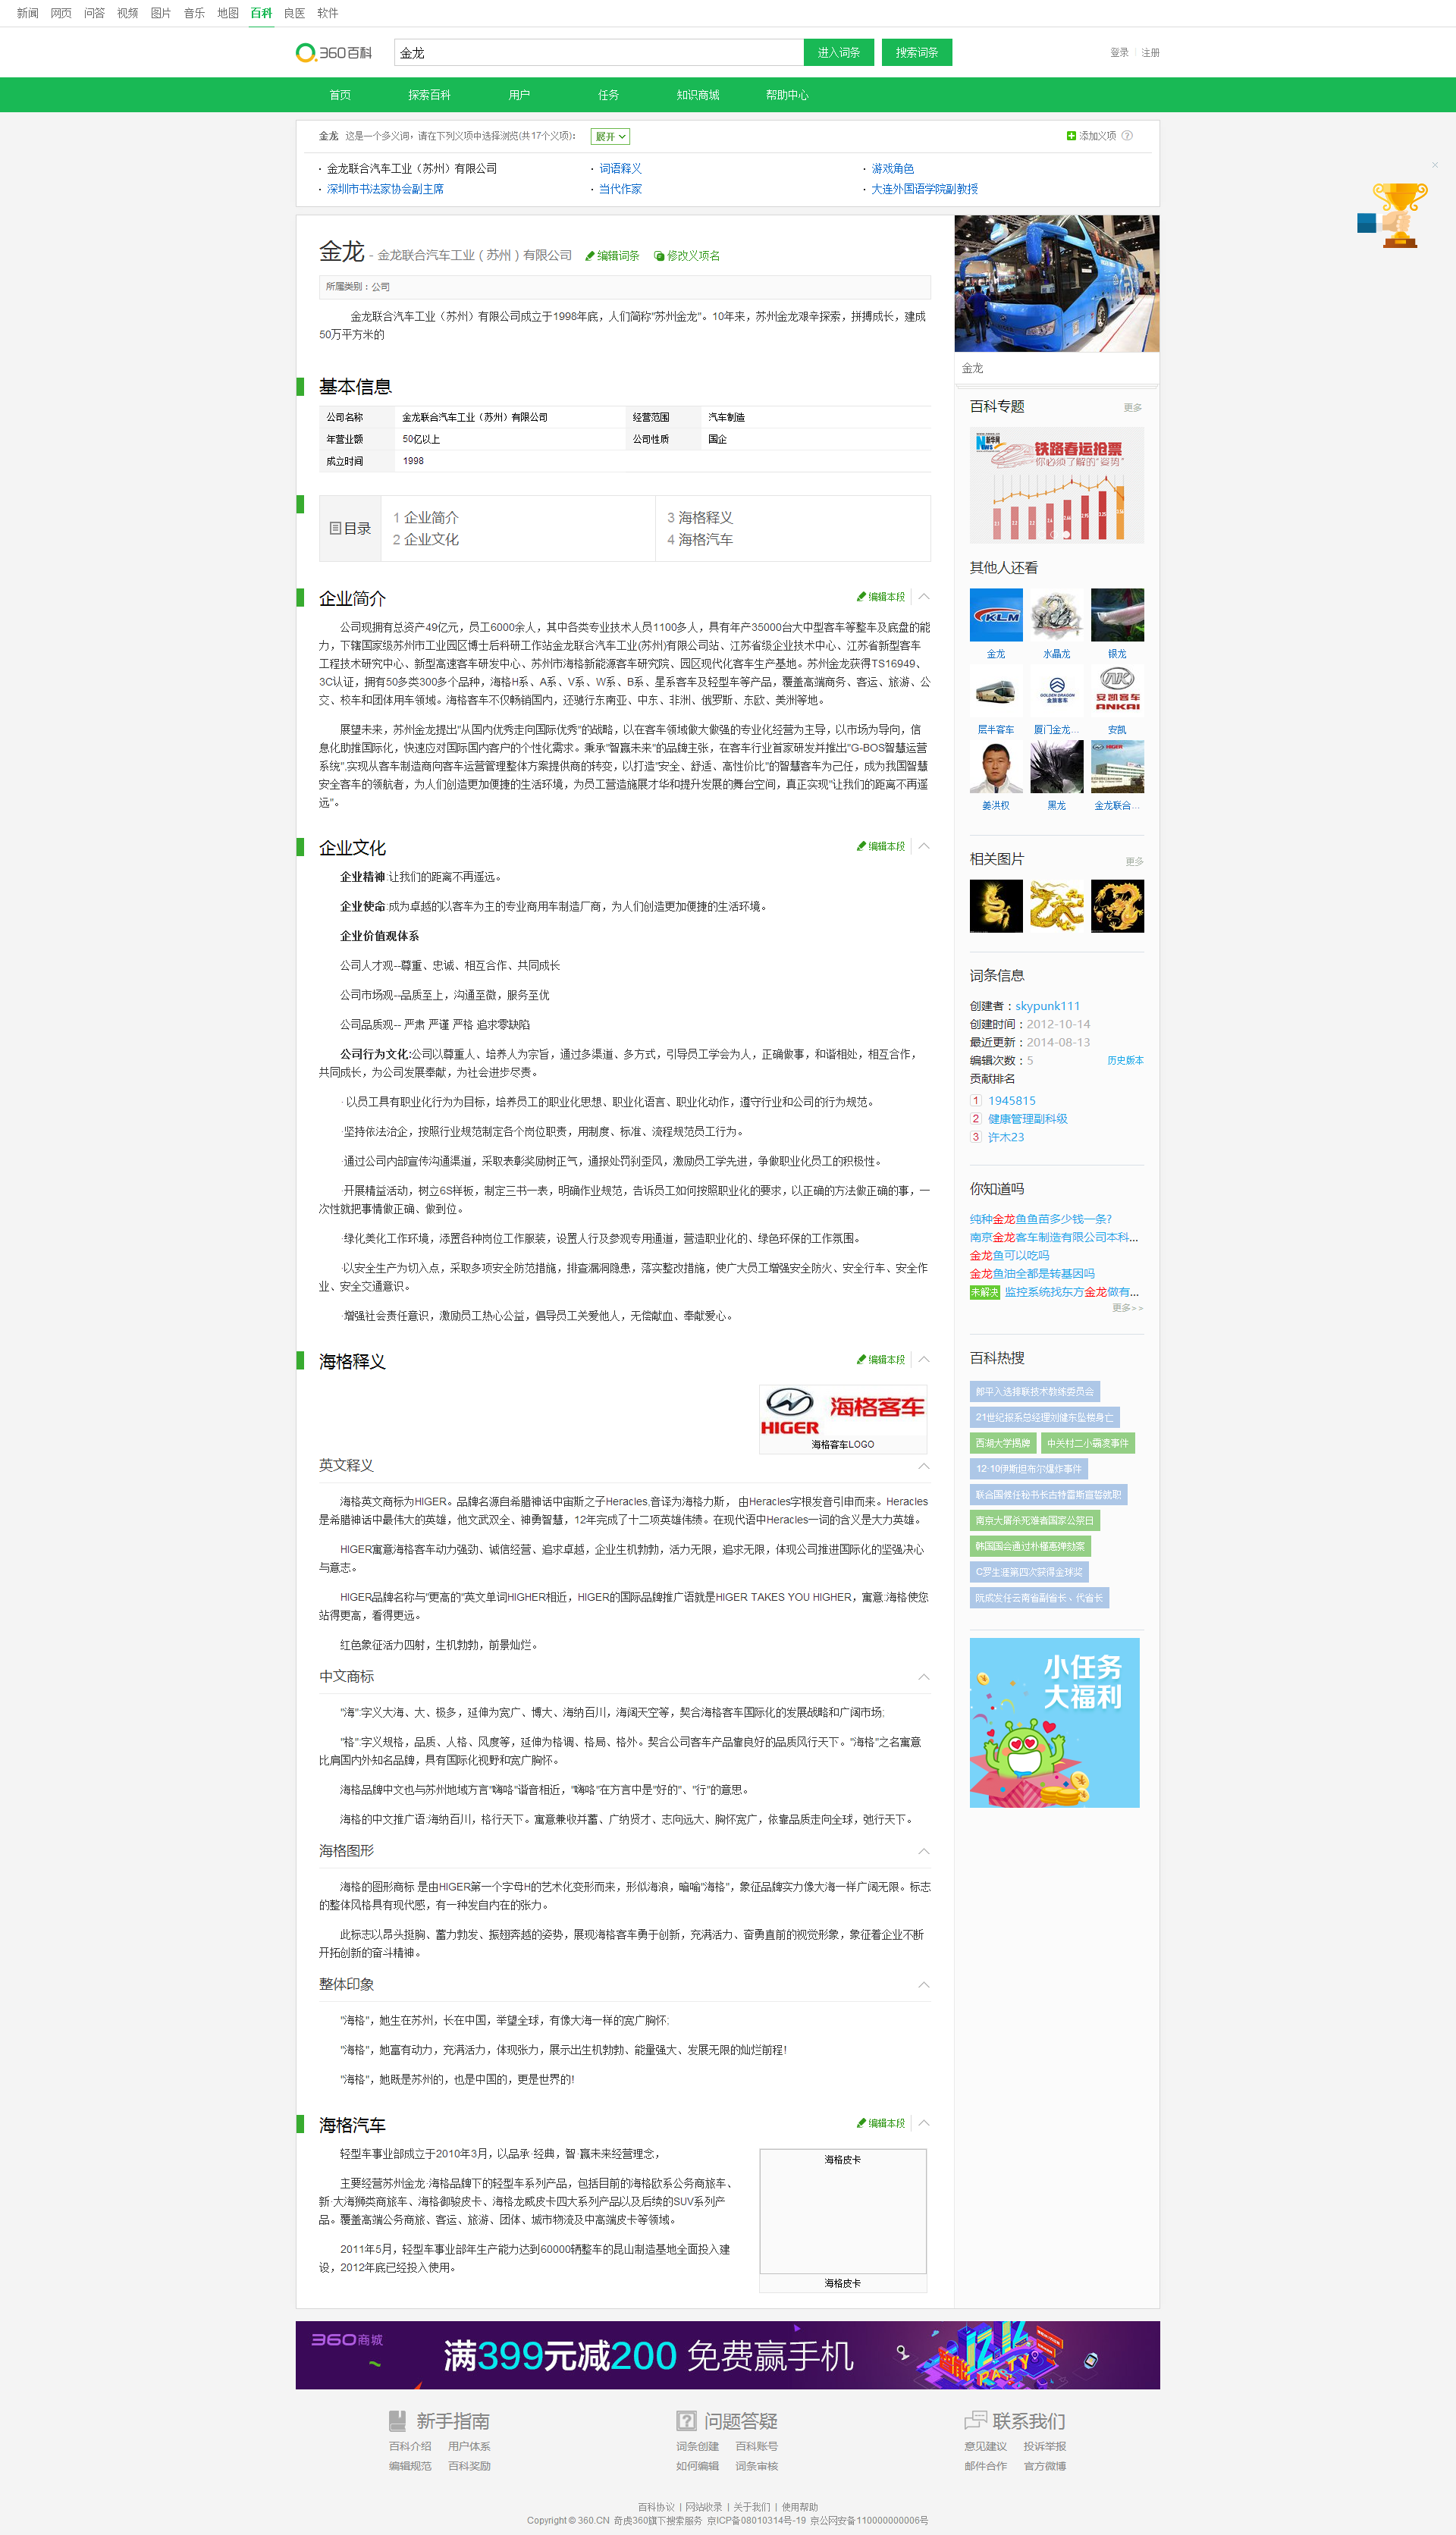 新闻 网页 问答 视频 图片 音乐 地图 百科 良医 软件
360百科
金龙
进入词条 搜索词条
登录 | 注册
首页 探索百科 用户 任务 知识商城 帮助中心
金龙 这是一个多义词,请在下列义项中选择浏览(共17个义项): 展开
添加义项
· 金龙联合汽车工业(苏州)有限公司 · 词语释义 · 游戏角色
· 深圳市书法家协会副主席 · 当代作家 · 大连外国语学院副教授
金龙 - 金龙联合汽车工业(苏州)有限公司 编辑词条 修改义项名
所属类别:公司
金龙联合汽车工业(苏州)有限公司成立于1998年底,人们简称"苏州金龙"。10年来,苏州金龙艰辛探索,拼搏成长,建成
50万平方米的
基本信息
公司名称 金龙联合汽车工业(苏州)有限公司 经营范围 汽车制造
年营业额 50亿以上 公司性质 国企
成立时间 1998
目录
1 企业简介 3 海格释义
2 企业文化 4 海格汽车
企业简介 编辑本段
公司现拥有总资产49亿元,员工6000余人,其中各类专业技术人员1100多人,具有年产35000台大中型客车等整车及底盘的能
力,下辖国家级苏州市工业园区博士后科研工作站金龙联合汽车工业(苏州)有限公司站、江苏省级企业技术中心、江苏省新型客车
工程技术研究中心、新型高速客车研发中心、苏州市海格新能源客车研究院、园区现代化客车生产基地。苏州金龙获得TS16949、
3C认证,拥有50多类300多个品种,海格H系、A系、V系、W系、B系、星系客车及轻型车等产品,覆盖高端商务、客运、旅游、公
交、校车和团体用车领域。海格客车不仅畅销国内,还驰行东南亚、中东、非洲、俄罗斯、东欧、美洲等地。
展望未来,苏州金龙提出"从国内优秀走向国际优秀"的战略,以在客车领域做大做强的专业化经营为主导,以市场为导向,信
息化助推国际化,快速应对国际国内客户的个性化需求。秉承"智赢未来"的品牌主张,在客车行业首家研发并推出"G-BOS智慧运营
系统".实现从客车制造商向客车运营管理整体方案提供商的转变,以打造"安全、舒适、高性价比"的智慧客车为己任,成为我国智慧
安全客车的领航者,为人们创造更加便捷的生活环境,为员工营造施展才华和提升发展的舞台空间,真正实现"让我们的距离不再遥
远"。
企业文化 编辑本段
企业精神:让我们的距离不再遥远。
企业使命:成为卓越的以客车为主的专业商用车制造厂商,为人们创造更加便捷的生活环境。
企业价值观体系
公司人才观--尊重、忠诚、相互合作、共同成长
公司市场观--品质至上,沟通至微,服务至优
公司品质观-- 严肃 严谨 严格 追求零缺陷
公司行为文化:公司以尊重人、培养人为宗旨,通过多渠道、多方式,引导员工学会为人,正确做事,和谐相处,相互合作,
共同成长,为公司发展奉献,为社会进步尽责。
· 以员工具有职业化行为为目标,培养员工的职业化思想、职业化语言、职业化动作,遵守行业和公司的行为规范。
·坚持依法治企,按照行业规范制定各个岗位职责,用制度、标准、流程规范员工行为。
·通过公司内部宣传沟通渠道,采取表彰奖励树正气,通报处罚刹歪风,激励员工学先进,争做职业化员工的积极性。
·开展精益活动,树立6S样板,制定三书一表,明确作业规范,告诉员工如何按照职业化的要求,以正确的方法做正确的事,一
次性就把事情做正确、做到位。
·绿化美化工作环境,添置各种岗位工作服装,设置人行及参观专用通道,营造职业化的、绿色环保的工作氛围。
·以安全生产为切入点,采取多项安全防范措施,排查漏洞隐患,落实整改措施,使广大员工增强安全防火、安全行车、安全作
业、安全交通意识。
·增强社会责任意识,激励员工热心公益,倡导员工关爱他人,无偿献血、奉献爱心。
海格释义 编辑本段
HIGER 海格客车
海格客车LOGO
英文释义
海格英文商标为HIGER。品牌名源自希腊神话中宙斯之子Heracles,音译为海格力斯, 由Heracles字根发音引申而来。Heracles
是希腊神话中最伟大的英雄,他文武双全、神勇智慧,12年完成了十二项英雄伟绩。在现代语中Heracles一词的含义是大力英雄。
HIGER寓意海格客车动力强劲、诚信经营、追求卓越,企业生机勃勃,活力无限,追求无限,体现公司推进国际化的坚强决心
与意志。
HIGER品牌名称与"更高的"英文单词HIGHER相近,HIGER的国际品牌推广语就是HIGER TAKES YOU HIGHER,寓意:海格使您
站得更高,看得更远。
红色象征活力四射,生机勃勃,前景灿烂。
中文商标
"海":字义大海、大、极多,延伸为宽广、博大、海纳百川,海阔天空等,契合海格客车国际化的发展战略和广阔市场;
"格":字义规格,品质、人格、风度等,延伸为格调、格局、格外。契合公司客车产品靠良好的品质风行天下。"海格"之名寓意
比肩国内外知名品牌,具有国际化视野和宽广胸怀。
海格品牌中文也与苏州地域方言"嗨咯"谐音相近,"嗨咯"在方言中是"好的"、"行"的意思。
海格的中文推广语:海纳百川,格行天下。寓意兼收并蓄、广纳贤才、志向远大、胸怀宽广,依靠品质走向全球,弛行天下。
海格图形
海格的图形商标 是由HIGER第一个字母H的艺术化变形而来,形似海浪,暗喻"海格",象征品牌实力像大海一样广阔无限。标志
的整体风格具有现代感,有一种发自内在的张力。
此标志以昂头挺胸、蓄力勃发、振翅奔越的姿势,展现海格客车勇于创新,充满活力、奋勇直前的视觉形象,象征着企业不断
开拓创新的奋斗精神。
整体印象
"海格",她生在苏州,长在中国,举望全球,有像大海一样的宽广胸怀;
"海格",她富有动力,充满活力,体现张力,展示出生机勃勃、能量强大、发展无限的灿烂前程!
"海格",她既是苏州的,也是中国的,更是世界的!
海格汽车 编辑本段
轻型车事业部成立于2010年3月,以品承·经典,智·赢未来经营理念,
主要经营苏州金龙·海格品牌下的轻型车系列产品,包括目前的海格欧系公务商旅车、
新·大海狮类商旅车、海格御骏皮卡、海格龙威皮卡四大系列产品以及后续的SUV系列产
品。覆盖高端公务商旅、客运、旅游、团体、城市物流及中高端皮卡等领域。
2011年5月,轻型车事业部年生产能力达到60000辆整车的昆山制造基地全面投入建
设,2012年底已经投入使用。
海格皮卡
海格皮卡
金龙
百科专题 更多
新华网
News
铁路春运抢票
你必须了解的"姿势"
其他人还看
KLM
金龙 水晶龙 银龙
GOLDEN DRAGON
金旅客车
安凯客车
ANKAI
层半客车 厦门金龙... 安凯
HIGER
姜洪权 黑龙 金龙联合...
相关图片 更多
词条信息
创建者:skypunk111
创建时间:2012-10-14
最近更新:2014-08-13
编辑次数:5 历史版本
贡献排名
1 1945815
2 健康管理副科级
3 许木23
你知道吗
纯种金龙鱼鱼苗多少钱一条?
南京金龙客车制造有限公司本科...
金龙鱼可以吃吗
金龙鱼油全都是转基因吗
未解决 监控系统找东方金龙做有...
更多>>
百科热搜
郎平入选排联技术教练委员会
21世纪报系总经理刘健东坠楼身亡
西湖大学揭牌 中关村二小霸凌事件
12·10伊斯坦布尔爆炸事件
联合国候任秘书长古特雷斯宣誓就职
南京大屠杀死难者国家公祭日
韩国国会通过朴槿惠弹劾案
C罗生涯第四次获得金球奖
阮成发任云南省副省长、代省长
小任务
大福利
360商城
满399元减200 免费赢手机
1212
PARTY
新手指南 问题答疑 联系我们
百科介绍 用户体系 词条创建 百科账号 意见建议 投诉举报
编辑规范 百科奖励 如何编辑 词条审核 邮件合作 官方微博
百科协议 | 网站收录 | 关于我们 | 使用帮助
Copyright © 360.CN 奇虎360旗下搜索服务 京ICP备08010314号-19 京公网安备110000000006号